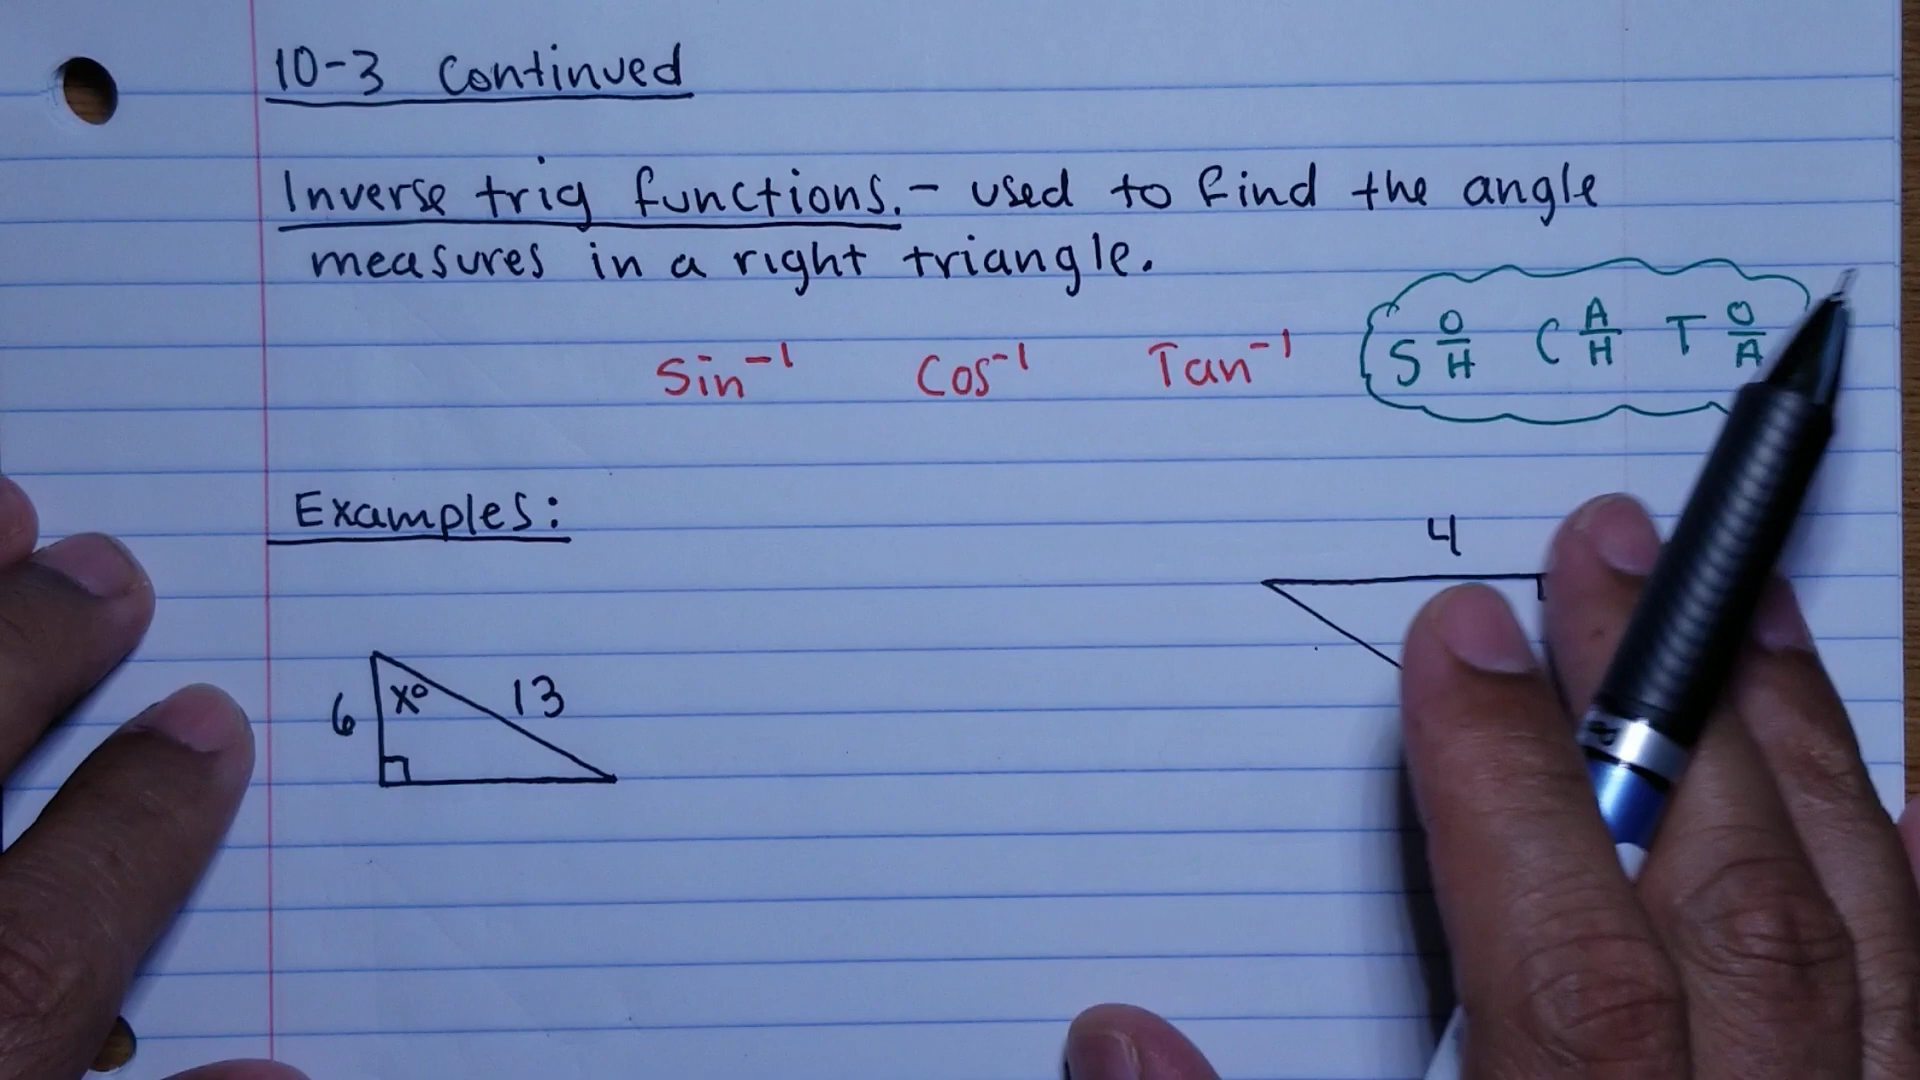 10-3 Continued
Inverse trig functions. - used to find the angle
measures in a right triangle.
Sin⁻¹ Cos⁻¹ Tan⁻¹
S O/H C A/H T O/A
Examples:
4
6 x° 13